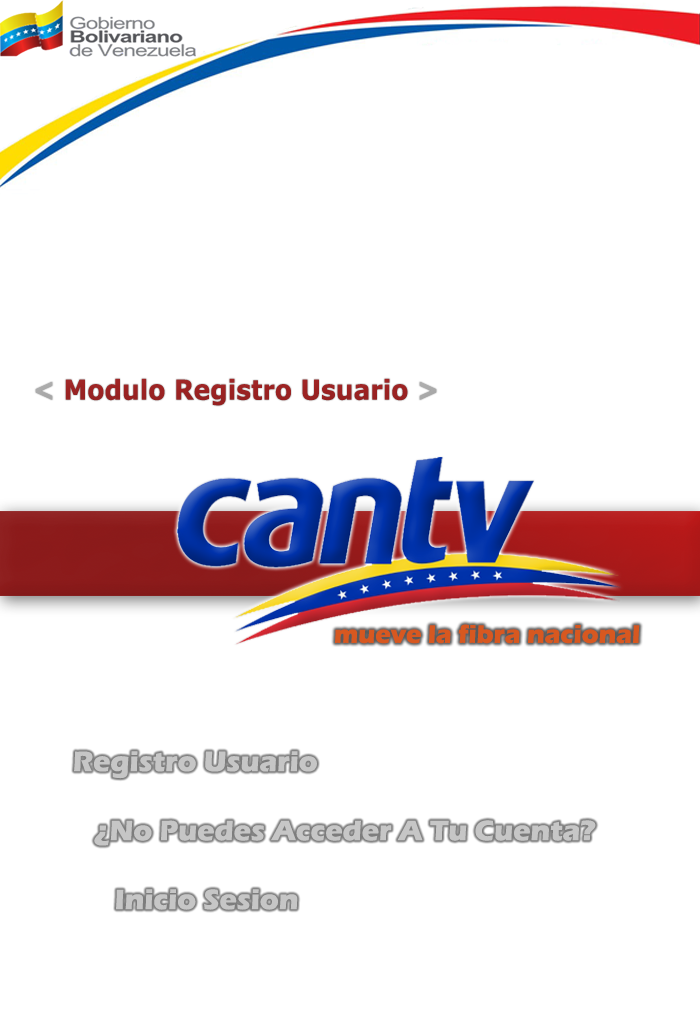 Gobierno
Bolivariano
de Venezuela
< Modulo Registro Usuario >
cantv
mueve la fibra nacional
Registro Usuario
¿No Puedes Acceder A Tu Cuenta?
Inicio Sesion